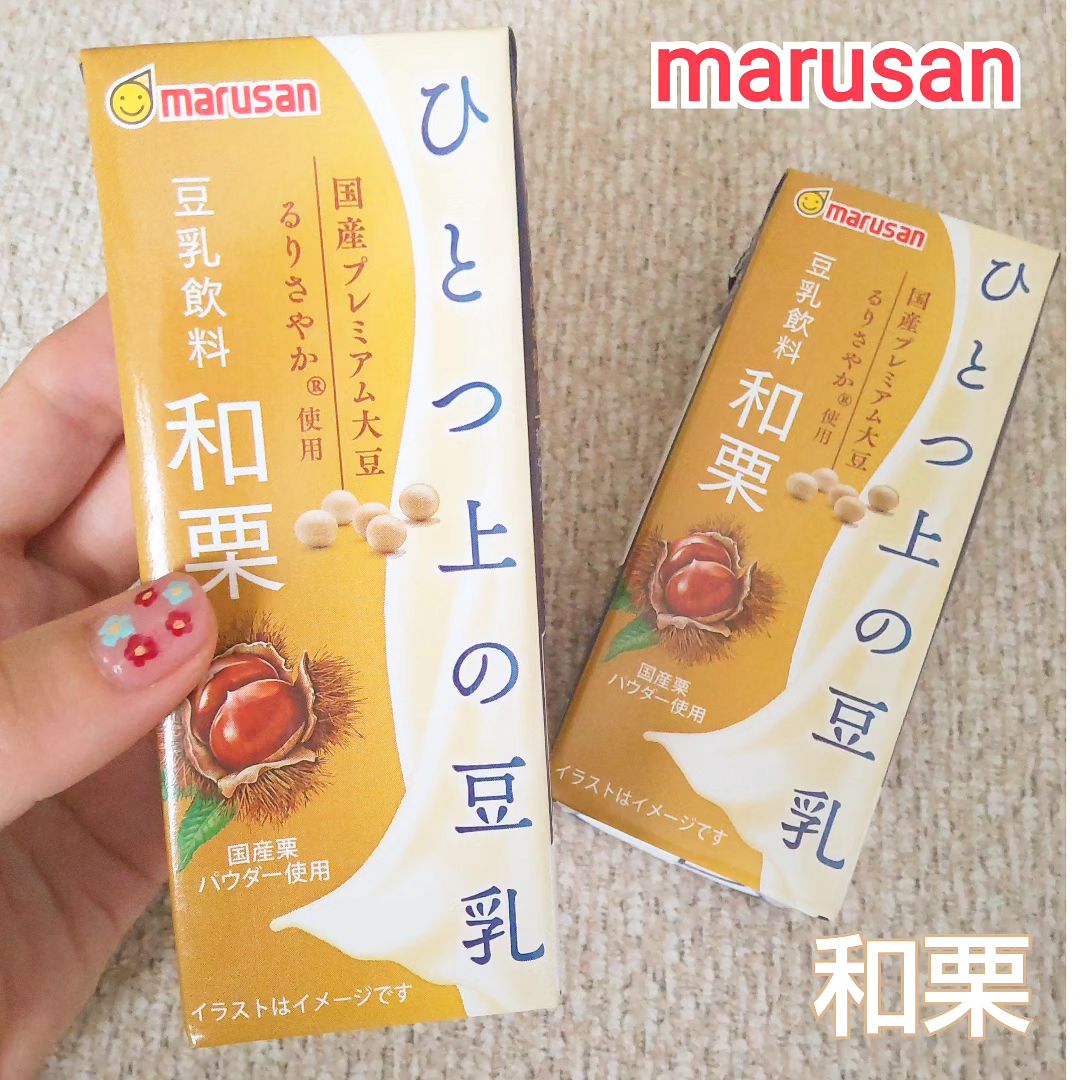 marusan
marusan
ひとつ上の豆乳
国産プレミアム大豆
るりさやか®使用
豆乳飲料
和栗
国産栗
パウダー使用
イラストはイメージです
marusan
ひとつ上の豆乳
国産プレミアム大豆
るりさやか®使用
豆乳飲料
和栗
国産栗
パウダー使用
イラストはイメージです
和栗